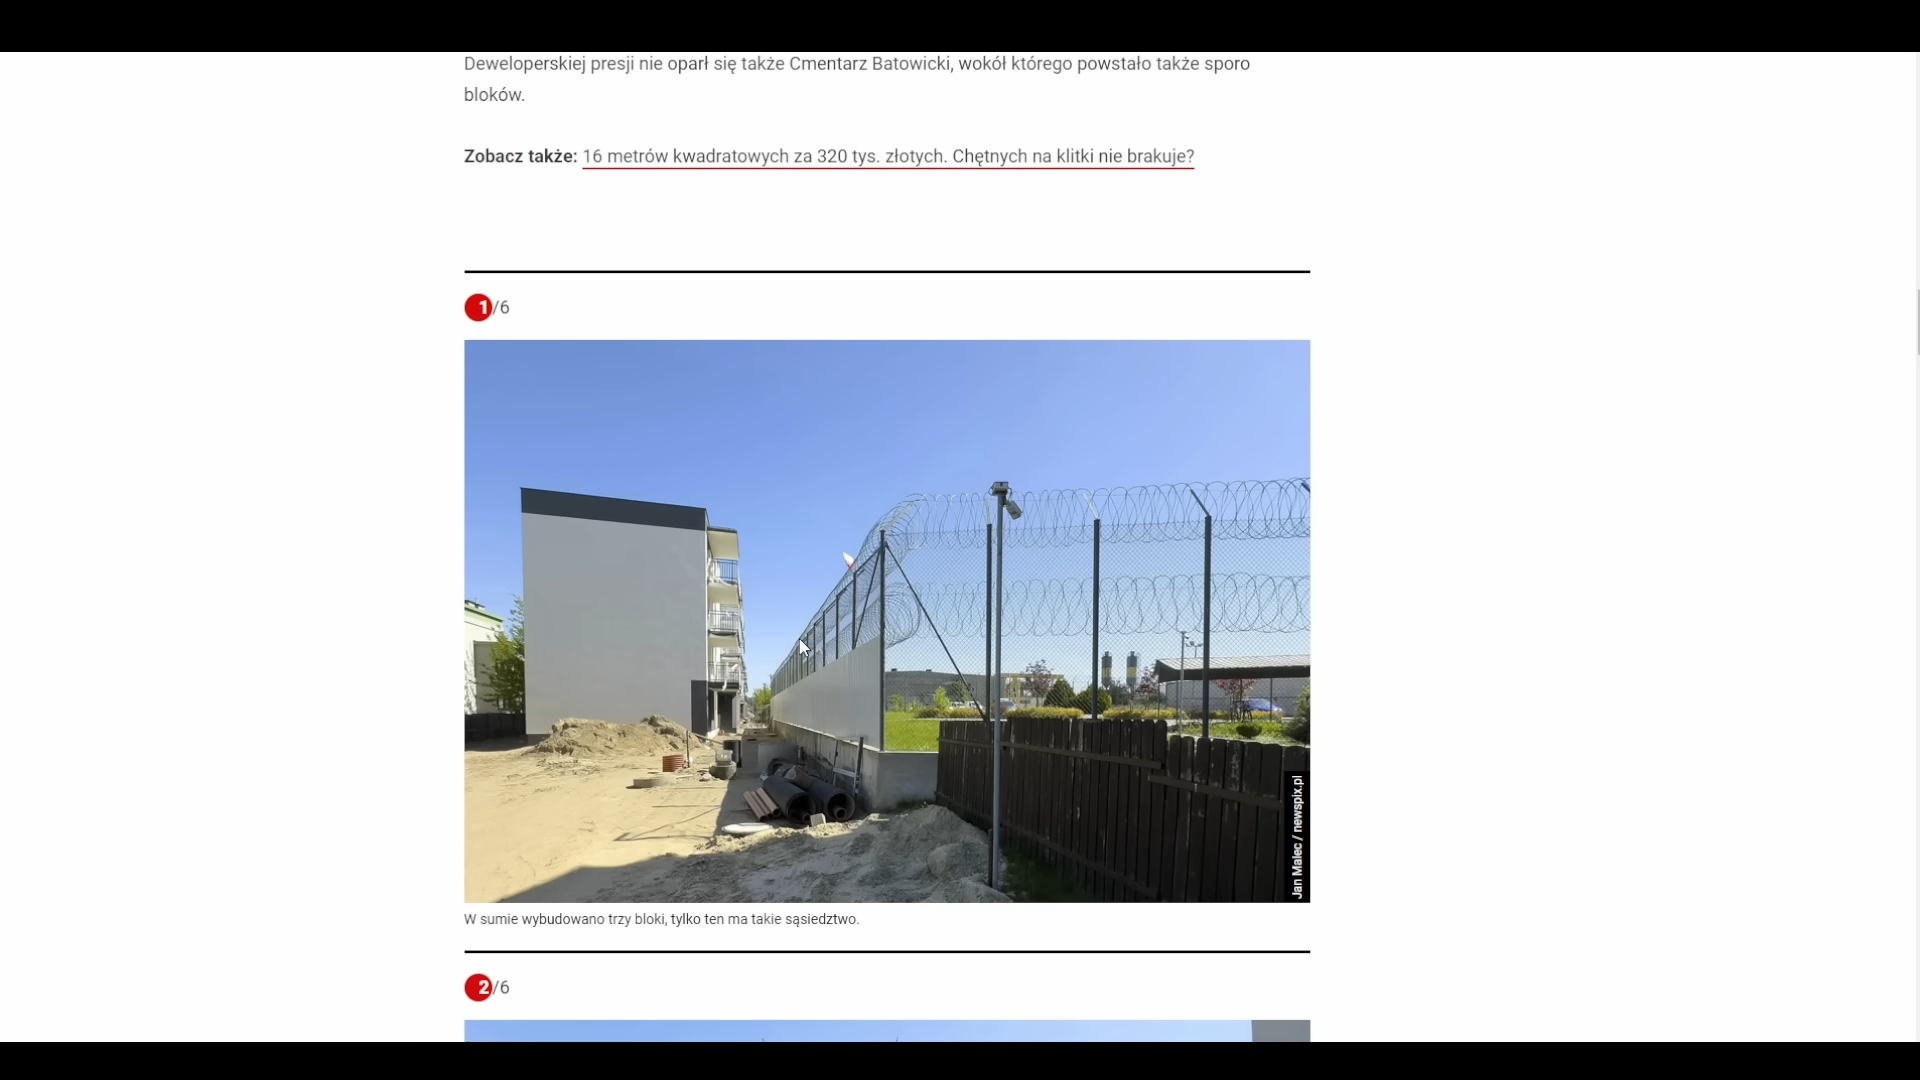 Deweloperskiej presji nie oparł się także Cmentarz Batowicki, wokół którego powstało także sporo
bloków.
Zobacz także: 16 metrów kwadratowych za 320 tys. złotych. Chętnych na klitki nie brakuje?
1/6
Jan Malec / newspix.pl
W sumie wybudowano trzy bloki, tylko ten ma takie sąsiedztwo.
2/6